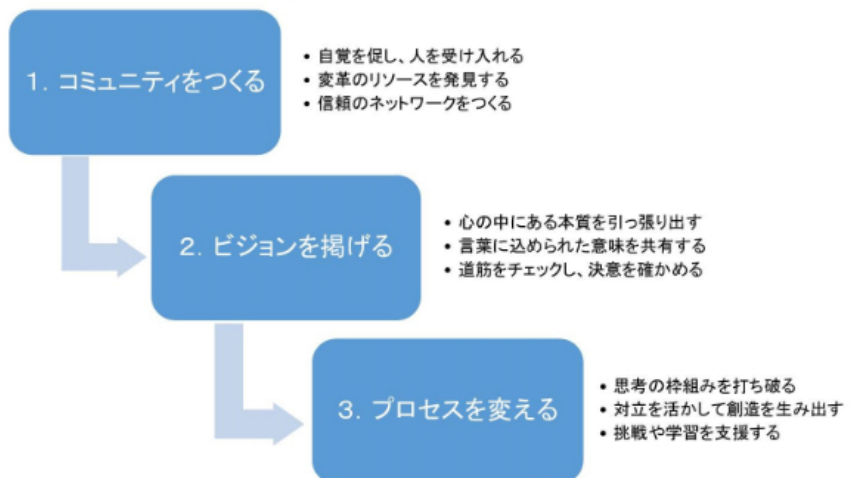 1. コミュニティをつくる
• 自覚を促し、人を受け入れる
• 変革のリソースを発見する
• 信頼のネットワークをつくる
2. ビジョンを掲げる
• 心の中にある本質を引っ張り出す
• 言葉に込められた意味を共有する
• 道筋をチェックし、決意を確かめる
3. プロセスを変える
• 思考の枠組みを打ち破る
• 対立を活かして創造を生み出す
• 挑戦や学習を支援する